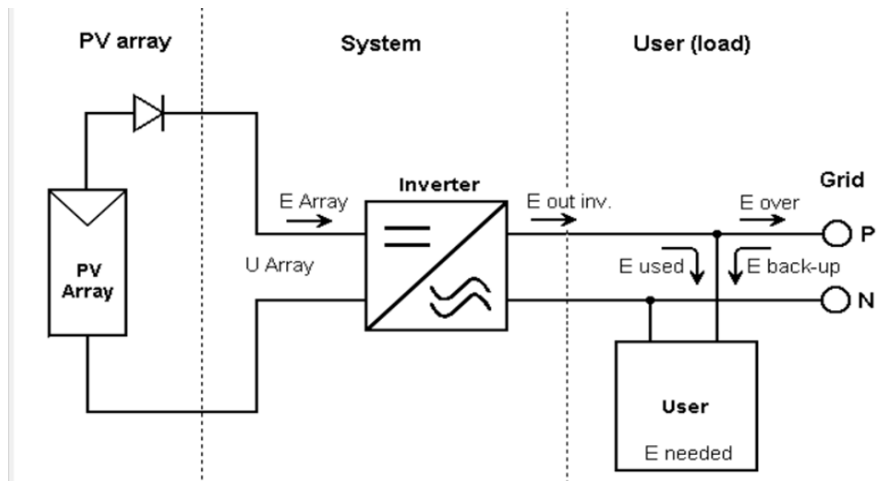 PV array
System
User (load)
Inverter
Grid
E Array
E out inv.
E over
P
U Array
PV
Array
E used
E back-up
N
User
E needed